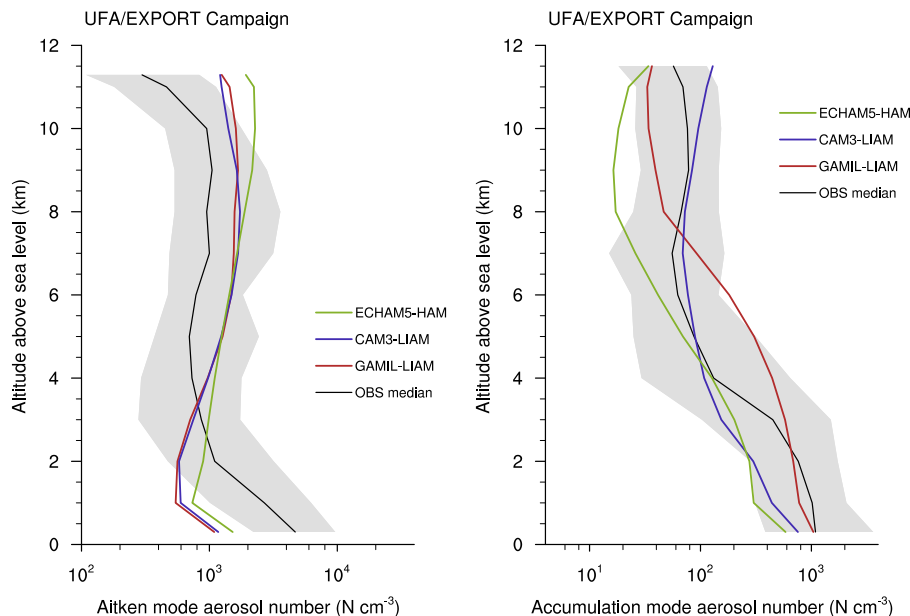 UFA/EXPORT Campaign
12
10
8
6
4
2
0
Altitude above sea level (km)
ECHAM5-HAM
CAM3-LIAM
GAMIL-LIAM
OBS median
10² 10³ 10⁴
Aitken mode aerosol number (N cm⁻³)
UFA/EXPORT Campaign
12
10
8
6
4
2
0
Altitude above sea level (km)
ECHAM5-HAM
CAM3-LIAM
GAMIL-LIAM
OBS median
10¹ 10² 10³
Accumulation mode aerosol number (N cm⁻³)